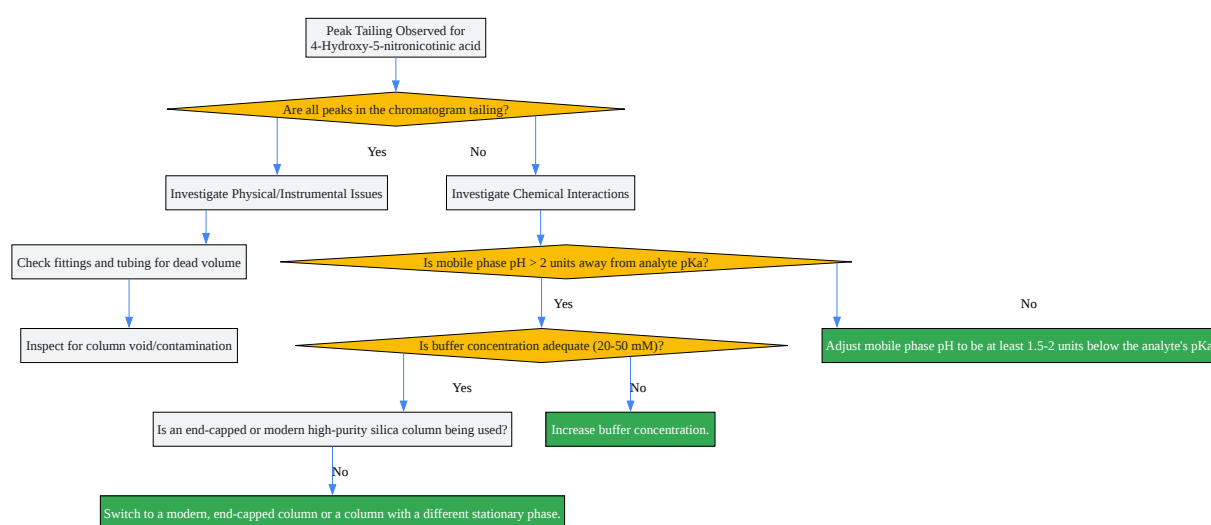 Peak Tailing Observed for
4-Hydroxy-5-nitronicotinic acid
Are all peaks in the chromatogram tailing?
Yes
No
Investigate Physical/Instrumental Issues
Investigate Chemical Interactions
Check fittings and tubing for dead volume
Is mobile phase pH > 2 units away from analyte pKa?
Yes
No
Inspect for column void/contamination
Is buffer concentration adequate (20-50 mM)?
Adjust mobile phase pH to be at least 1.5-2 units below the analyte's pKa
Yes
No
Is an end-capped or modern high-purity silica column being used?
Increase buffer concentration.
No
Switch to a modern, end-capped column or a column with a different stationary phase.